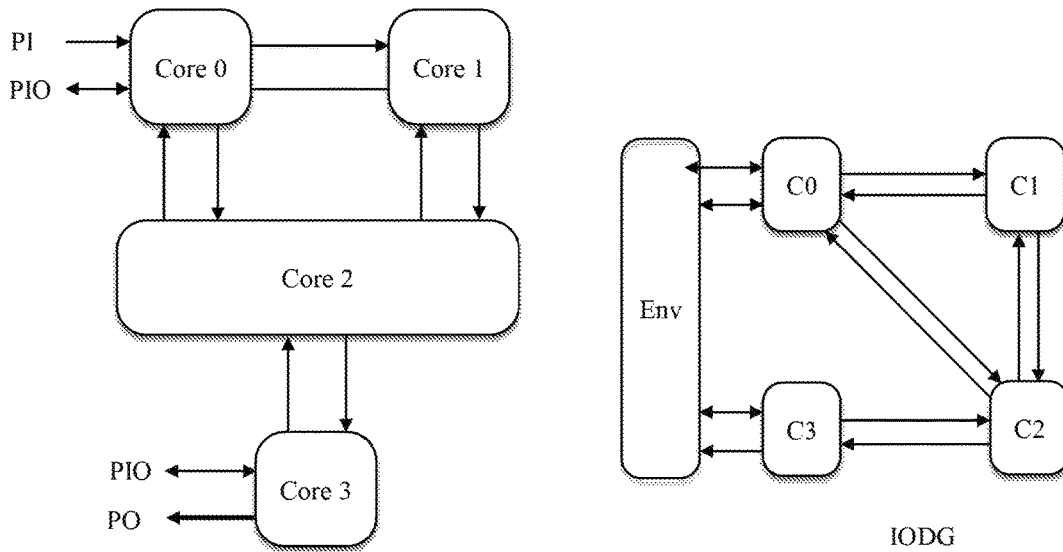 PI
Core 0
Core 1
PIO
Core 2
PIO
Core 3
PO
Env
C0
C1
C3
C2
IODG